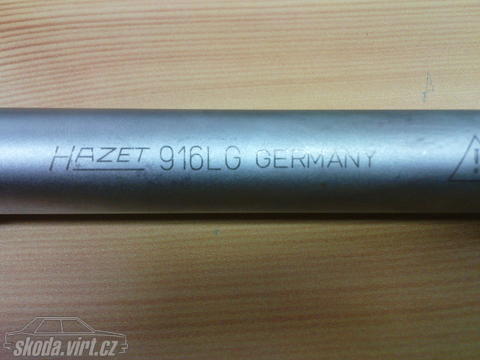 HAZET 916LG GERMANY
skoda.virt.cz